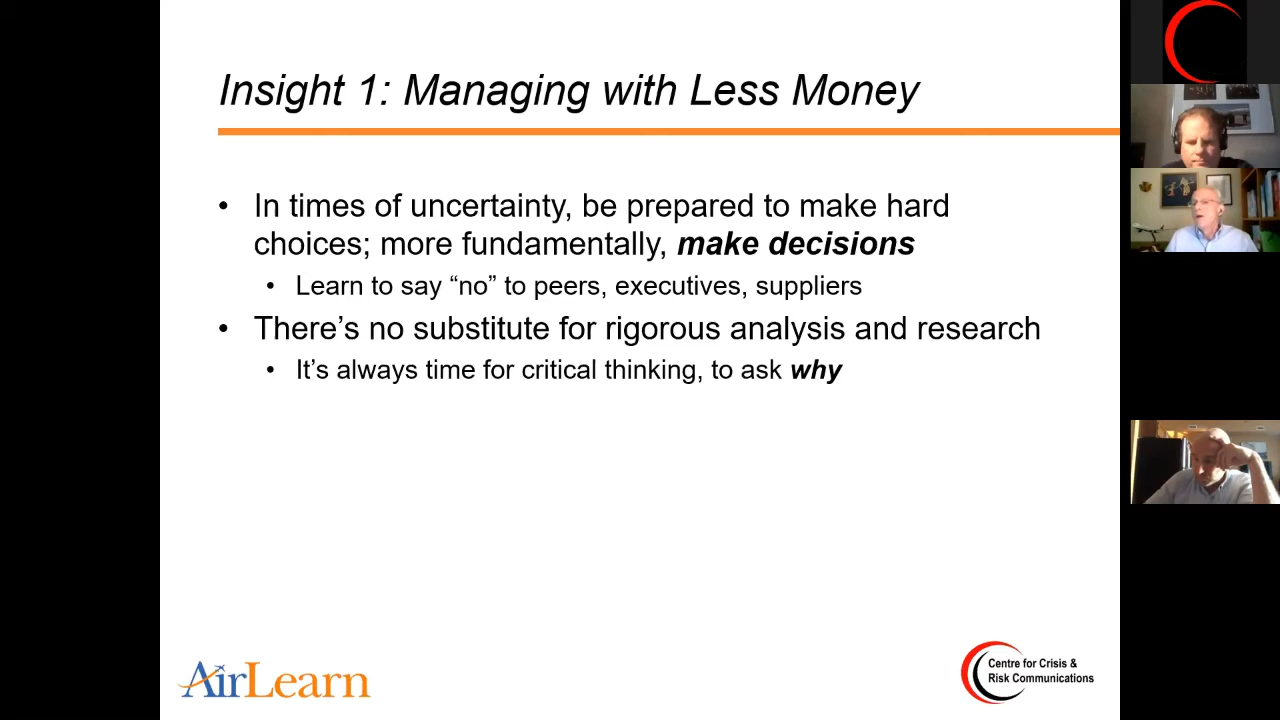 Insight 1: Managing with Less Money
• In times of uncertainty, be prepared to make hard
choices; more fundamentally, make decisions
• Learn to say “no” to peers, executives, suppliers
• There’s no substitute for rigorous analysis and research
• It’s always time for critical thinking, to ask why
AirLearn
Centre for Crisis &
Risk Communications